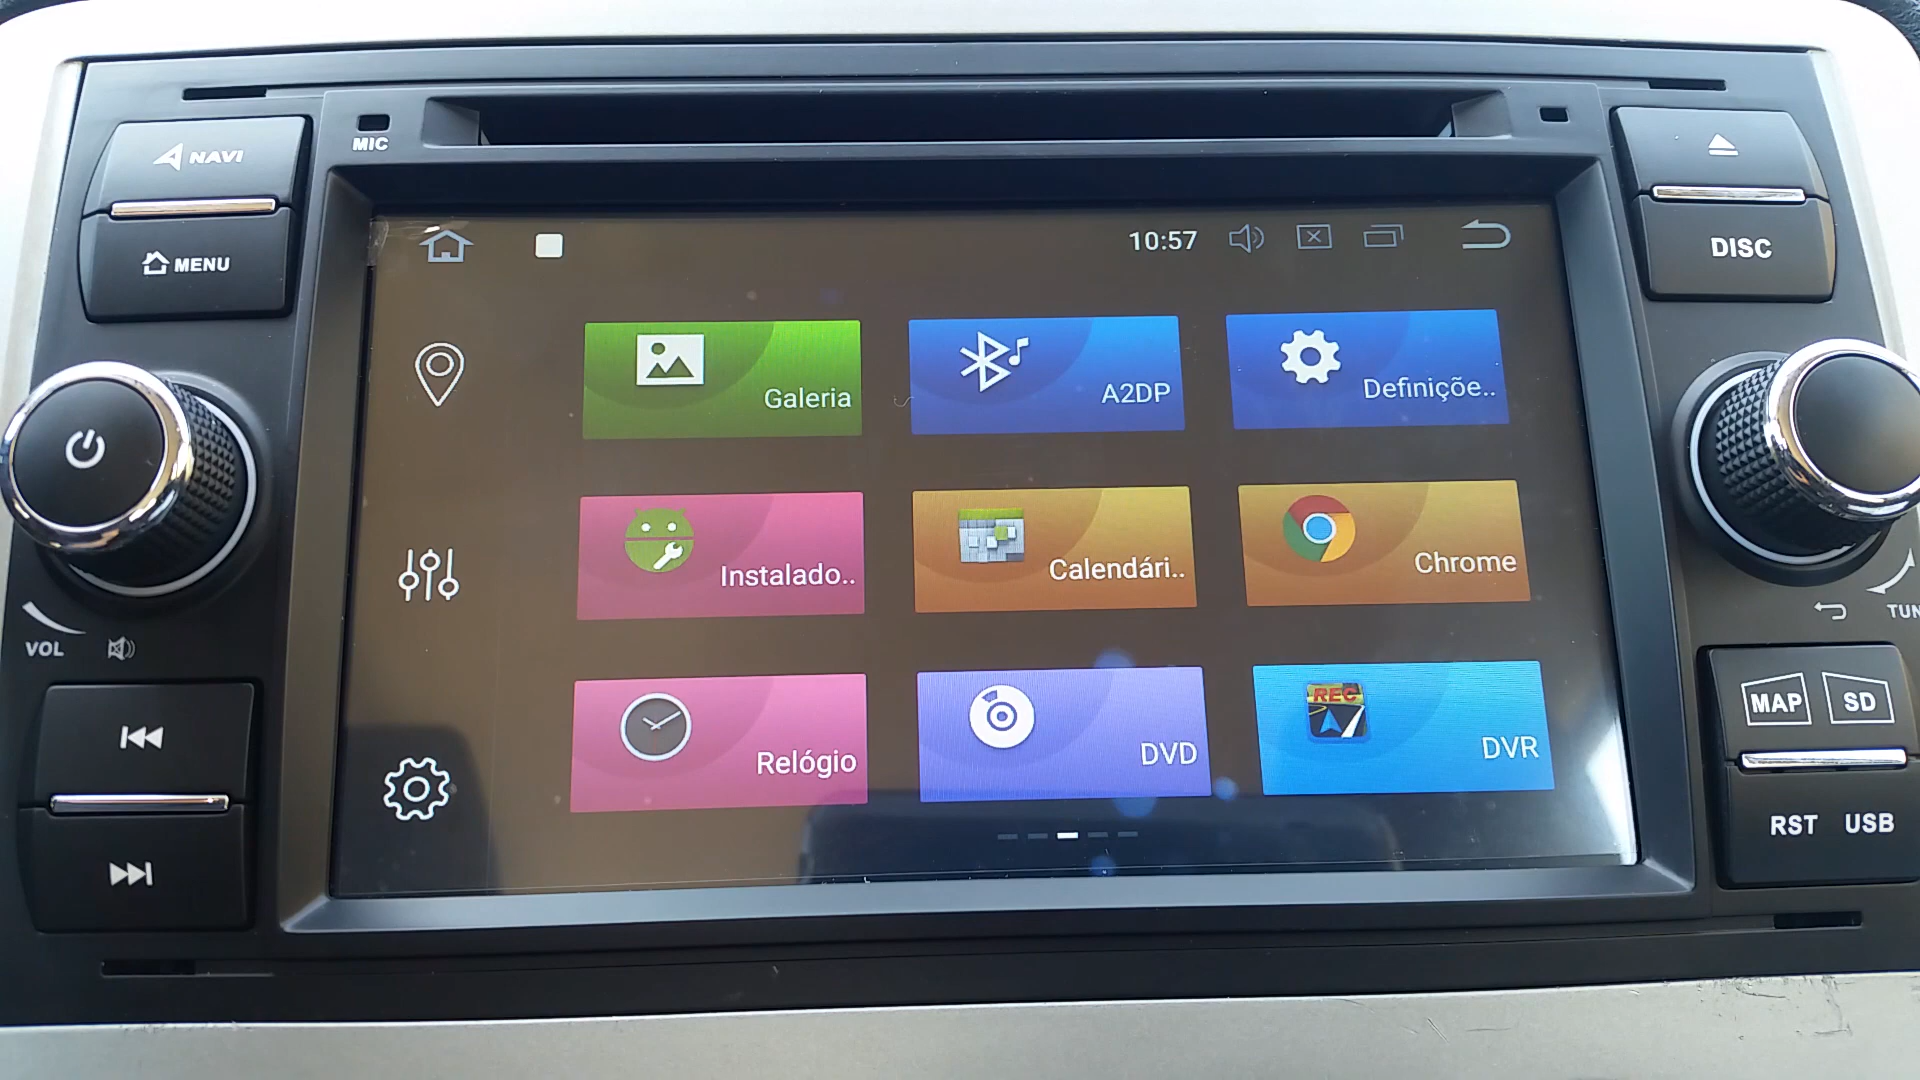 NAVI
MENU
MIC
DISC
10:57
Galeria
A2DP
Definiçõe..
Instalado..
Calendári..
Chrome
Relógio
DVD
REC
DVR
VOL
TUN
MAP
SD
RST USB